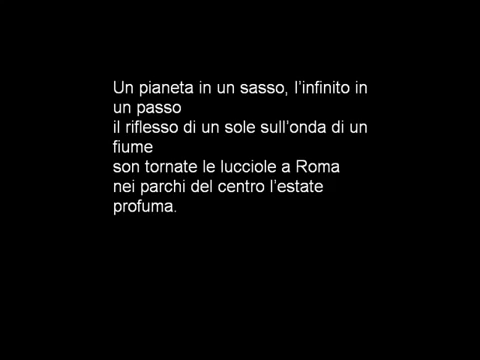 Un pianeta in un sasso, l’infinito in
un passo
il riflesso di un sole sull’onda di un
fiume
son tornate le lucciole a Roma
nei parchi del centro l’estate
profuma.